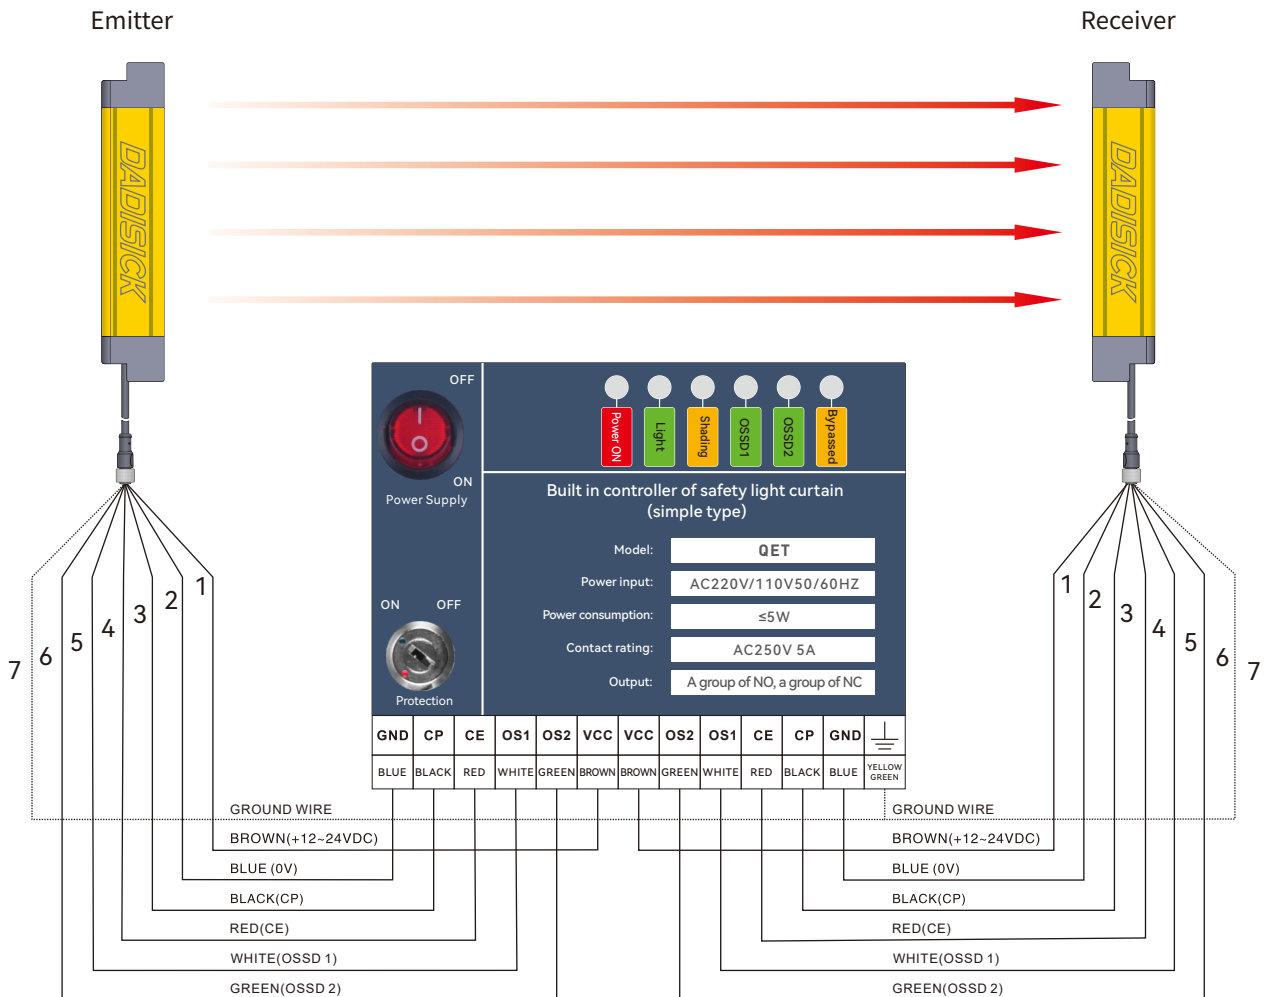 Emitter
Receiver
DADISICK
DADISICK
OFF
ON
Power Supply
Power ON
Light
Shading
OSSD1
OSSD2
Bypassed
Built in controller of safety light curtain
(simple type)
Model: QET
Power input: AC220V/110V50/60HZ
Power consumption: ≤5W
Contact rating: AC250V 5A
Output: A group of NO, a group of NC
ON OFF
Protection
GND CP CE OS1 OS2 VCC VCC OS2 OS1 CE CP GND
BLUE BLACK RED WHITE GREEN BROWN BROWN GREEN WHITE RED BLACK BLUE YELLOW GREEN
7 6 5 4 3 2 1
1 2 3 4 5 6 7
GROUND WIRE
BROWN(+12~24VDC)
BLUE (0V)
BLACK(CP)
RED(CE)
WHITE(OSSD 1)
GREEN(OSSD 2)
GROUND WIRE
BROWN(+12~24VDC)
BLUE (0V)
BLACK(CP)
RED(CE)
WHITE(OSSD 1)
GREEN(OSSD 2)